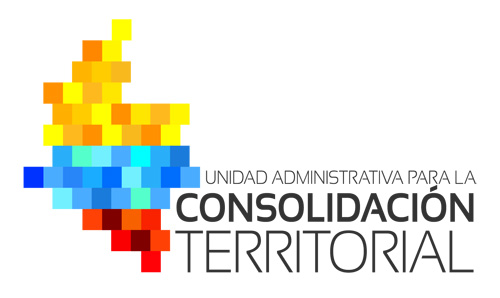 UNIDAD ADMINISTRATIVA PARA LA
CONSOLIDACIÓN
TERRITORIAL